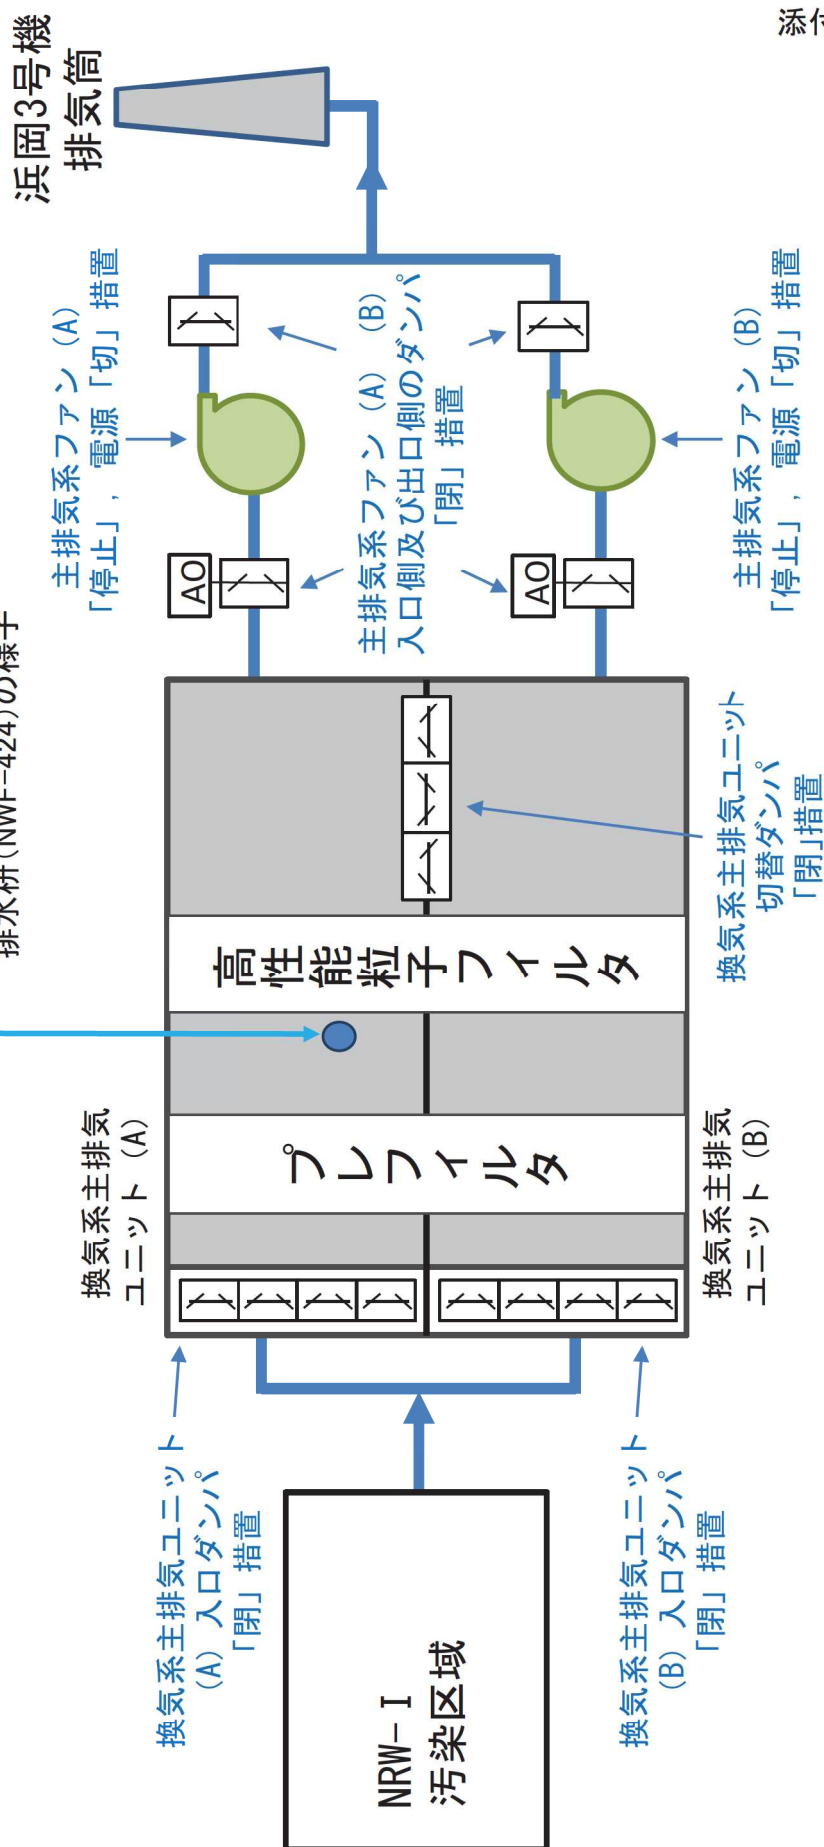 添付
浜岡3号機
排気筒
主排気系ファン(A)
「停止」, 電源「切」措置
主排気系ファン(A) (B)
入口側及び出口側のダンパ
「閉」措置
主排気系ファン(B)
「停止」, 電源「切」措置
AO
AO
排水枡(NWF-424)の様子
換気系主排気ユニット
切替ダンパ
「閉」措置
高性能粒子フィルタ
プレフィルタ
換気系主排気
ユニット(A)
換気系主排気
ユニット(B)
換気系主排気ユニット
(A)入口ダンパ
「閉」措置
換気系主排気ユニット
(B)入口ダンパ
「閉」措置
NRW-Ⅰ
汚染区域